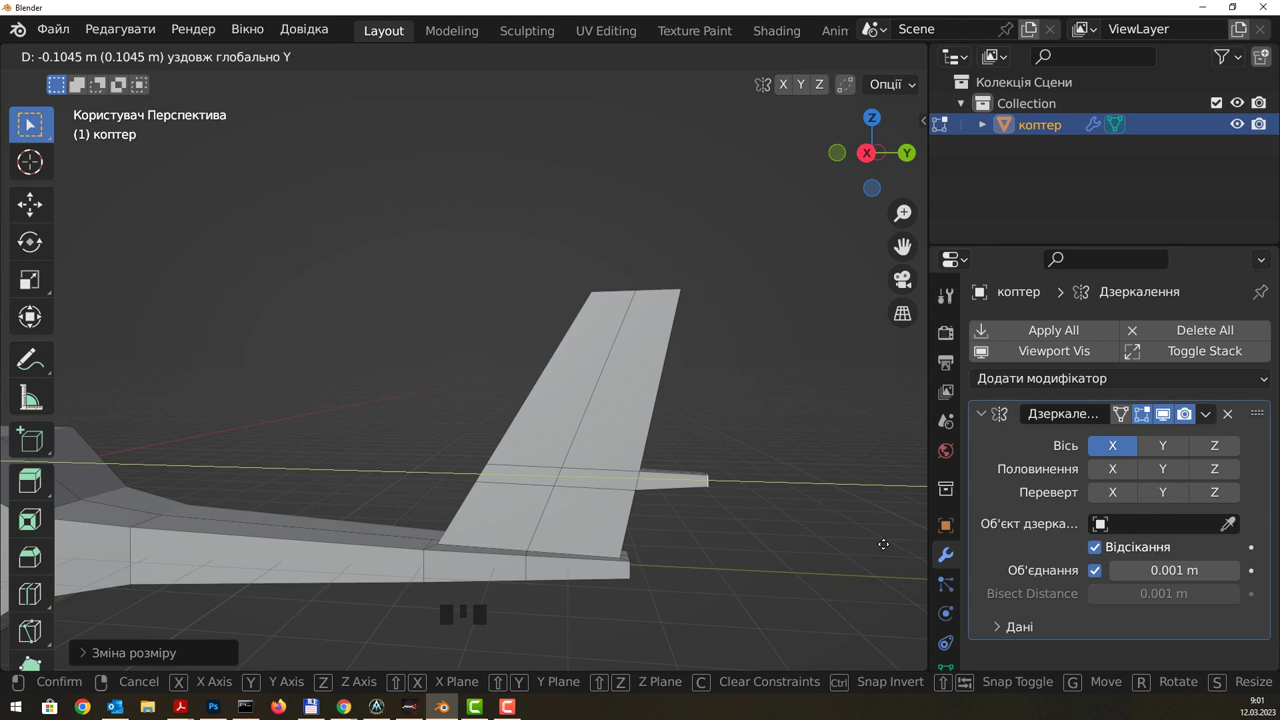 Blender
Файл Редагувати Рендер Вікно Довідка Layout Modeling Sculpting UV Editing Texture Paint Shading Anim Scene ViewLayer
D: -0.1045 m (0.1045 m) уздовж глобально Y
X Y Z Опції
Користувач Перспектива
(1) коптер
Z
X
Y
Колекція Сцени
Collection
коптер
коптер > Дзеркалення
Apply All Delete All
Viewport Vis Toggle Stack
Додати модифікатор
Дзеркале...
Вісь X Y Z
Половинення X Y Z
Переверт X Y Z
Об'єкт дзерка...
Відсікання
Об'єднання 0.001 m
Bisect Distance 0.001 m
Дані
Зміна розміру
Confirm Cancel X X Axis Y Y Axis Z Z Axis X X Plane Y Y Plane Z Z Plane C Clear Constraints Ctrl Snap Invert Snap Toggle G Move R Rotate S Resize
9:01
12.03.2023